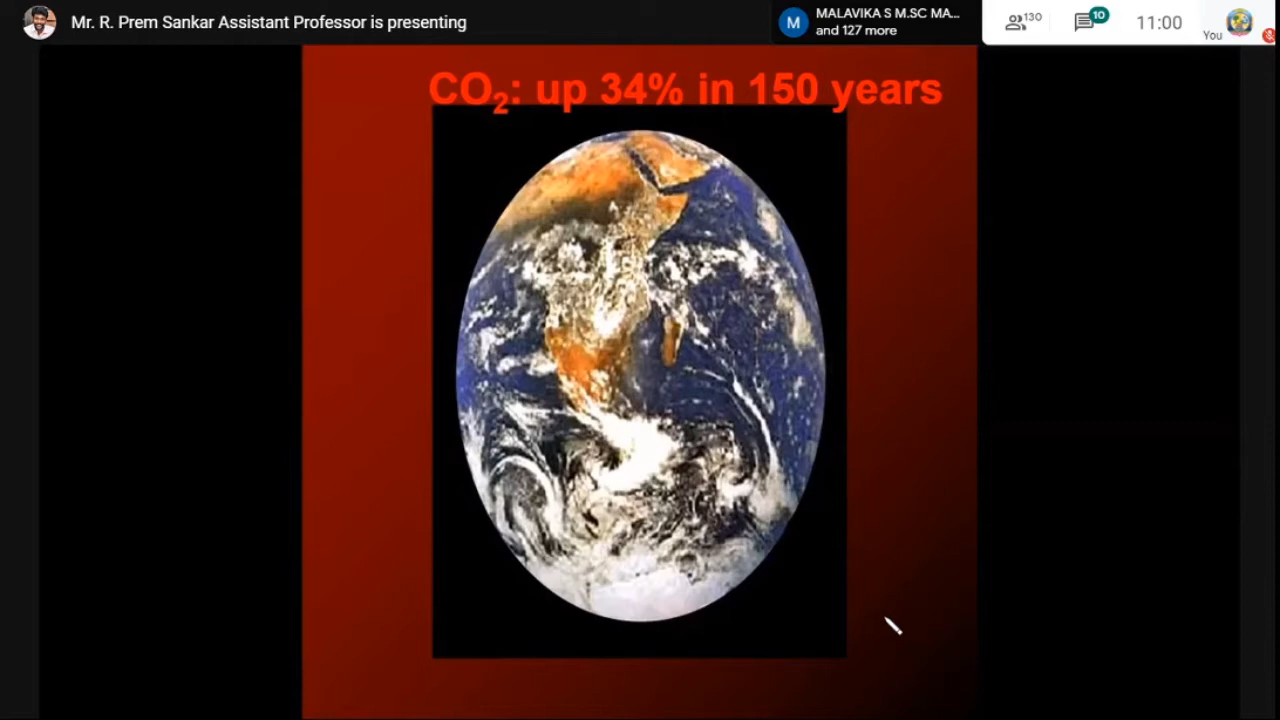 Mr. R. Prem Sankar Assistant Professor is presenting
M
MALAVIKA S M.SC MA...
and 127 more
130
10
11:00
You
CO₂: up 34% in 150 years